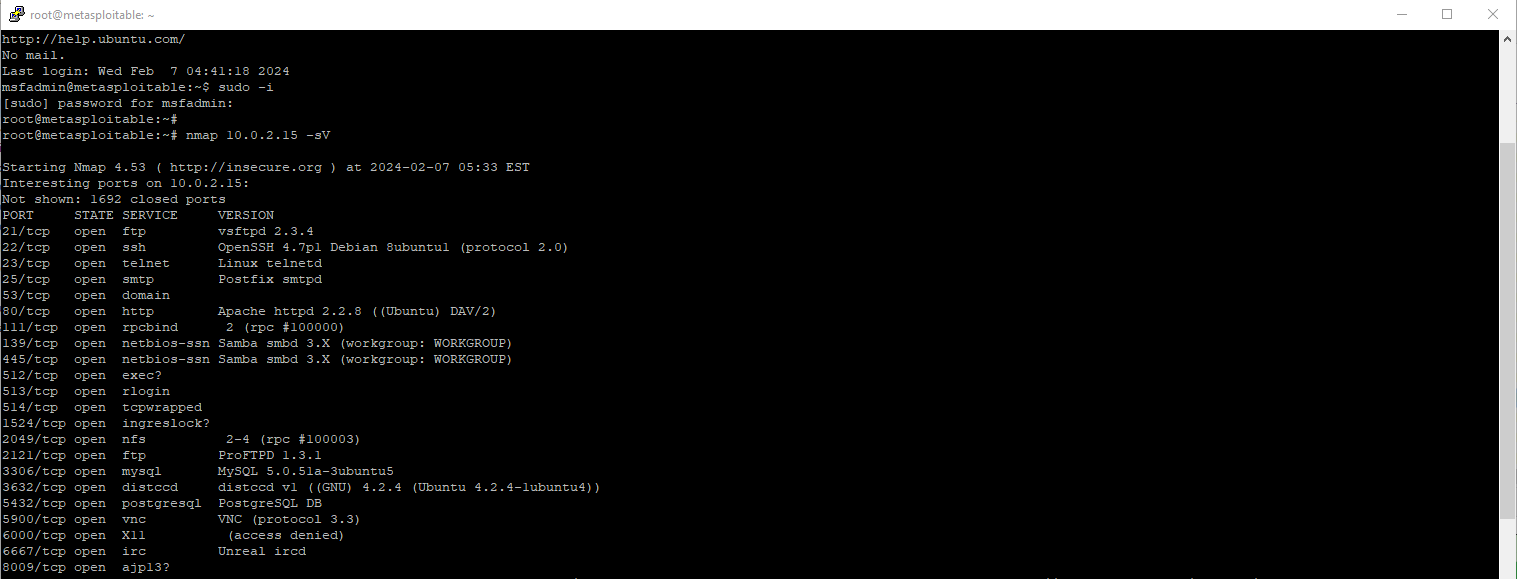 root@metasploitable: ~
http://help.ubuntu.com/
No mail.
Last login: Wed Feb  7 04:41:18 2024
msfadmin@metasploitable:~$ sudo -i
[sudo] password for msfadmin:
root@metasploitable:~#
root@metasploitable:~# nmap 10.0.2.15 -sV
Starting Nmap 4.53 ( http://insecure.org ) at 2024-02-07 05:33 EST
Interesting ports on 10.0.2.15:
Not shown: 1692 closed ports
PORT     STATE SERVICE     VERSION
21/tcp   open  ftp         vsftpd 2.3.4
22/tcp   open  ssh         OpenSSH 4.7p1 Debian 8ubuntu1 (protocol 2.0)
23/tcp   open  telnet      Linux telnetd
25/tcp   open  smtp        Postfix smtpd
53/tcp   open  domain
80/tcp   open  http        Apache httpd 2.2.8 ((Ubuntu) DAV/2)
111/tcp  open  rpcbind      2 (rpc #100000)
139/tcp  open  netbios-ssn Samba smbd 3.X (workgroup: WORKGROUP)
445/tcp  open  netbios-ssn Samba smbd 3.X (workgroup: WORKGROUP)
512/tcp  open  exec?
513/tcp  open  rlogin
514/tcp  open  tcpwrapped
1524/tcp open  ingreslock?
2049/tcp open  nfs          2-4 (rpc #100003)
2121/tcp open  ftp         ProFTPD 1.3.1
3306/tcp open  mysql       MySQL 5.0.51a-3ubuntu5
3632/tcp open  distccd     distccd v1 ((GNU) 4.2.4 (Ubuntu 4.2.4-1ubuntu4))
5432/tcp open  postgresql  PostgreSQL DB
5900/tcp open  vnc         VNC (protocol 3.3)
6000/tcp open  X11          (access denied)
6667/tcp open  irc         Unreal ircd
8009/tcp open  ajp13?